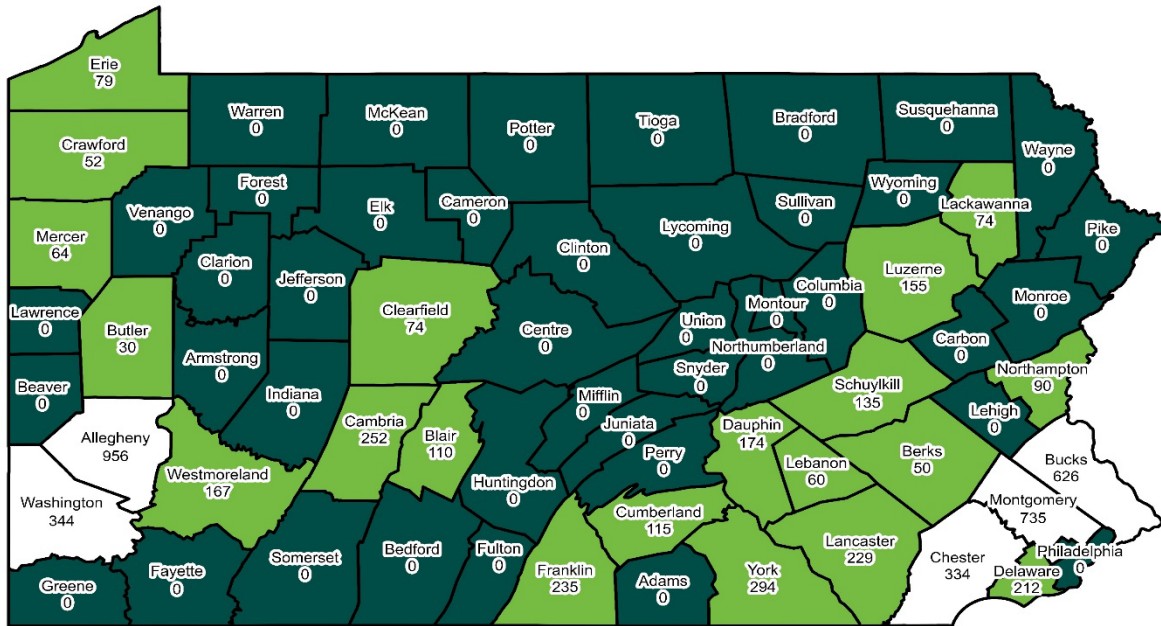 Erie
79
Warren
0
McKean
0
Potter
0
Tioga
0
Bradford
0
Susquehanna
0
Wayne
0
Crawford
52
Forest
0
Venango
0
Elk
0
Cameron
0
Lycoming
0
Sullivan
0
Wyoming
0
Lackawanna
74
Pike
0
Mercer
64
Clarion
0
Jefferson
0
Clinton
0
Columbia
0
Luzerne
155
Monroe
0
Lawrence
0
Butler
30
Armstrong
0
Clearfield
74
Centre
0
Union
0
Montour
0
Northumberland
0
Carbon
0
Northampton
90
Beaver
0
Indiana
0
Snyder
0
Schuylkill
135
Lehigh
0
Allegheny
956
Cambria
252
Blair
110
Mifflin
0
Juniata
0
Perry
0
Dauphin
174
Lebanon
60
Berks
50
Bucks
626
Washington
344
Westmoreland
167
Huntingdon
0
Cumberland
115
Lancaster
229
Montgomery
735
Greene
0
Fayette
0
Somerset
0
Bedford
0
Fulton
0
Franklin
235
Adams
0
York
294
Chester
334
Delaware
212
Philadelphia
0